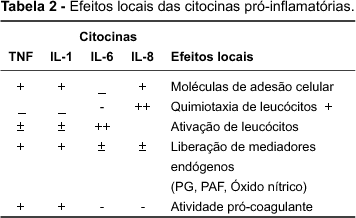 Tabela 2 - Efeitos locais das citocinas pró-inflamatórias.
Citocinas
TNF IL-1 IL-6 IL-8 Efeitos locais
+ + _ + Moléculas de adesão celular
_ _ - ++ Quimiotaxia de leucócitos +
± ± ++ Ativação de leucócitos
+ + ± ± Liberação de mediadores
endógenos
(PG, PAF, Óxido nítrico)
+ + - - Atividade pró-coagulante